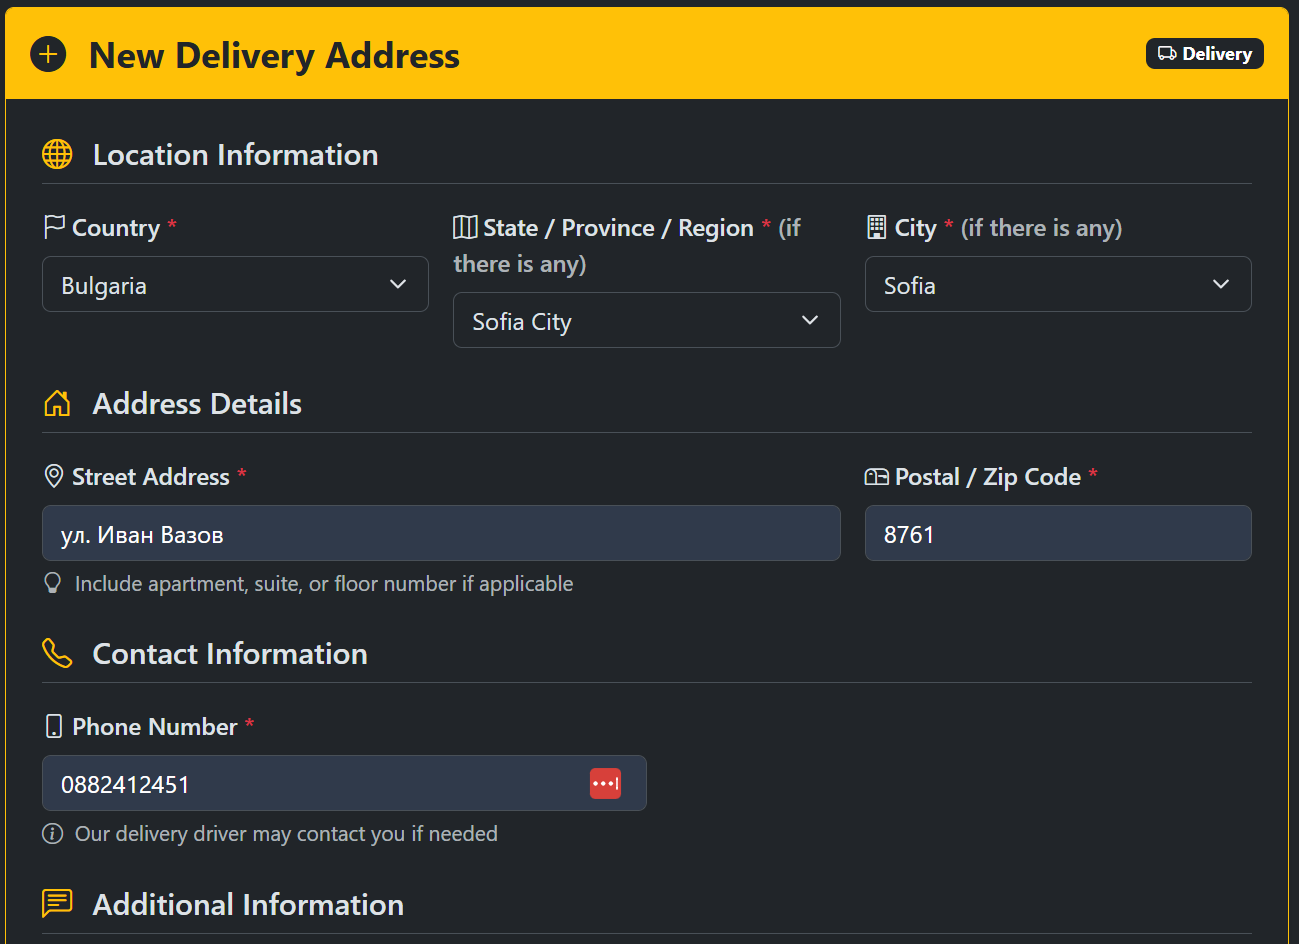 New Delivery Address
Delivery
Location Information
Country *
State / Province / Region * (if
there is any)
City * (if there is any)
Bulgaria
Sofia City
Sofia
Address Details
Street Address *
Postal / Zip Code *
ул. Иван Вазов
8761
Include apartment, suite, or floor number if applicable
Contact Information
Phone Number *
0882412451
Our delivery driver may contact you if needed
Additional Information